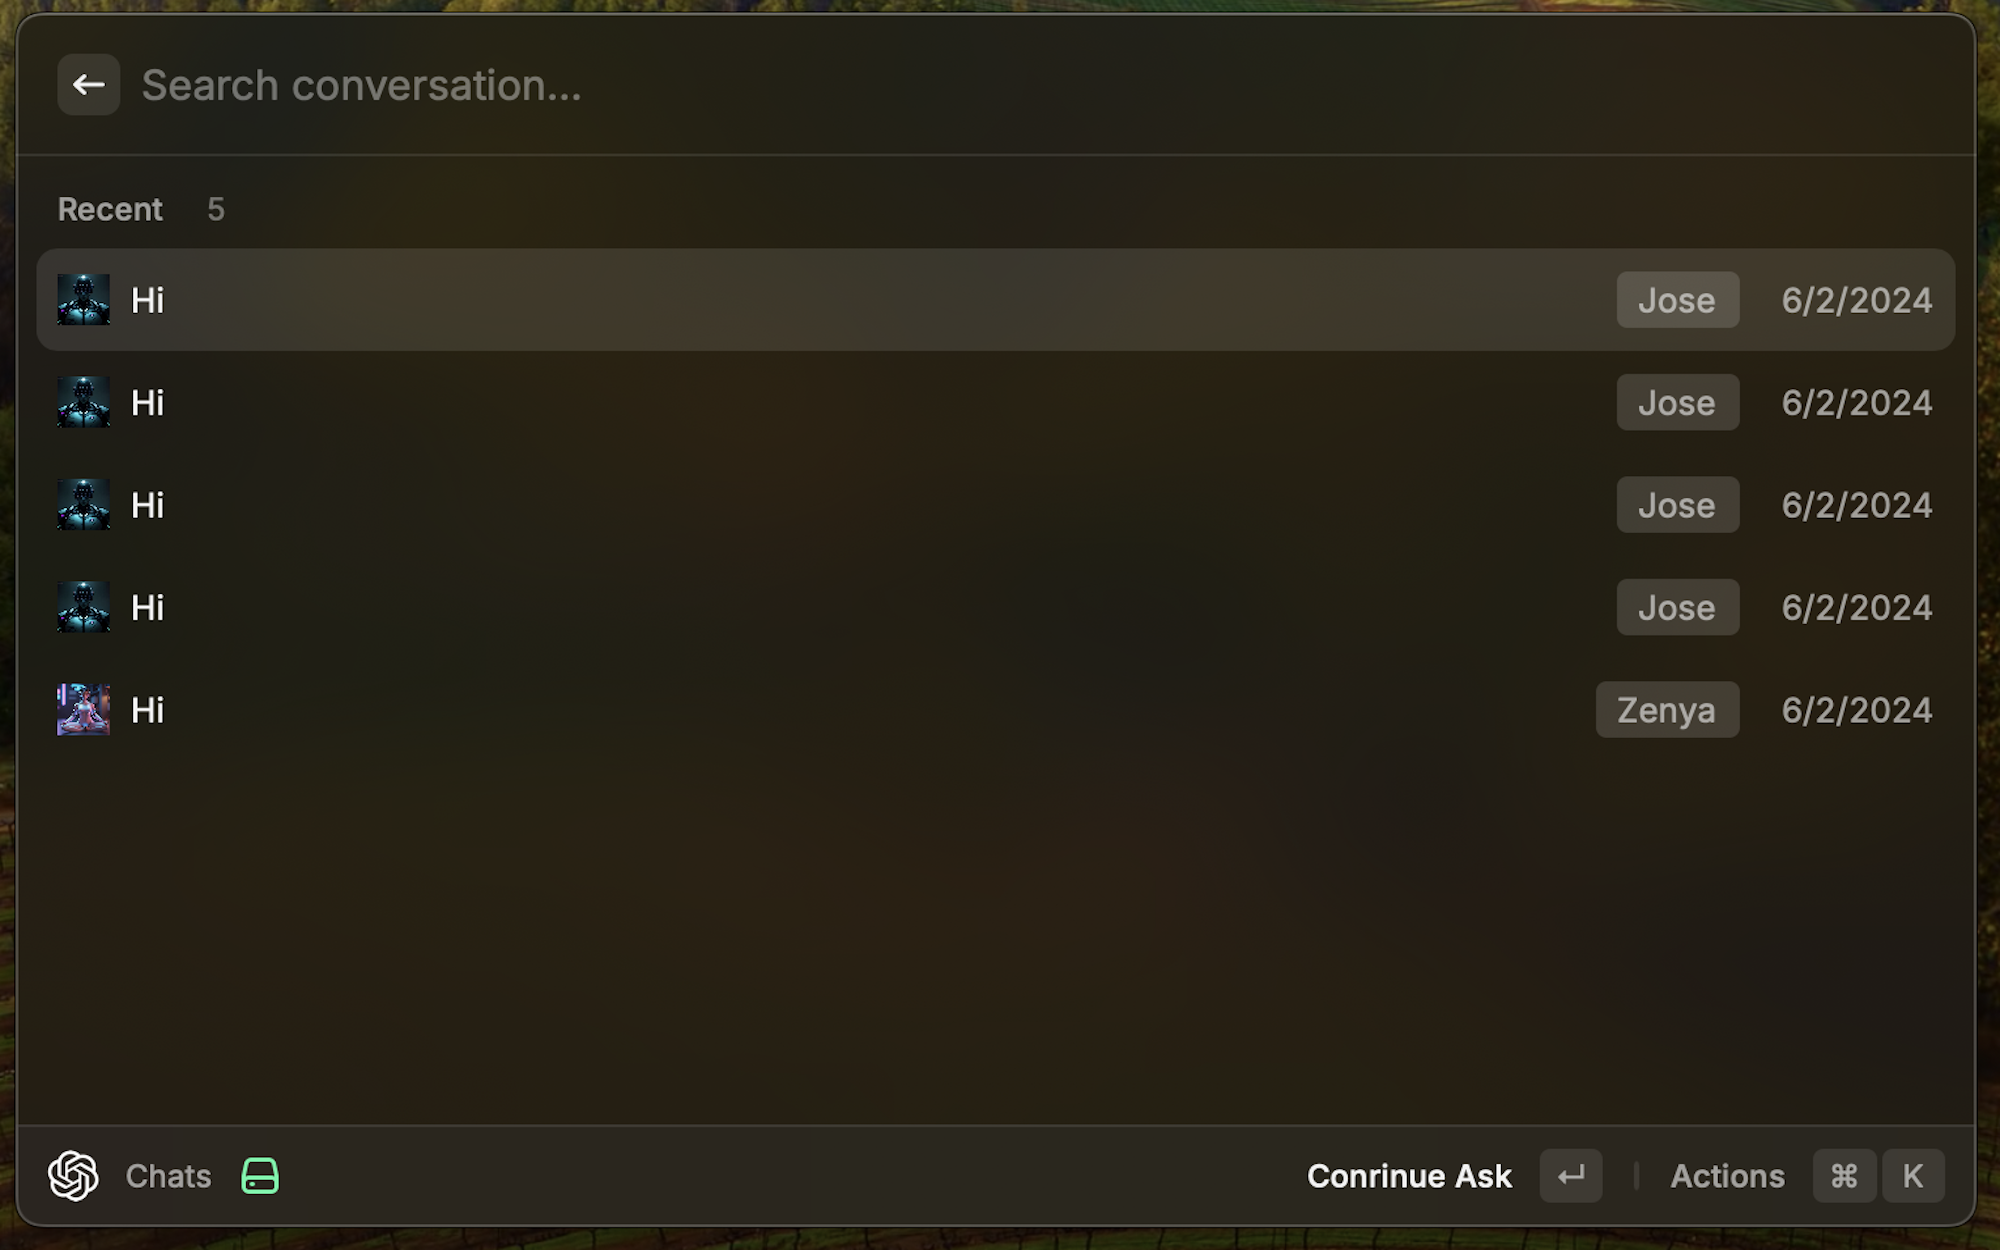 Search conversation...
Recent 5
Hi Jose 6/2/2024
Hi Jose 6/2/2024
Hi Jose 6/2/2024
Hi Jose 6/2/2024
Hi Zenya 6/2/2024
Chats Conrinue Ask ↵ Actions ⌘ K